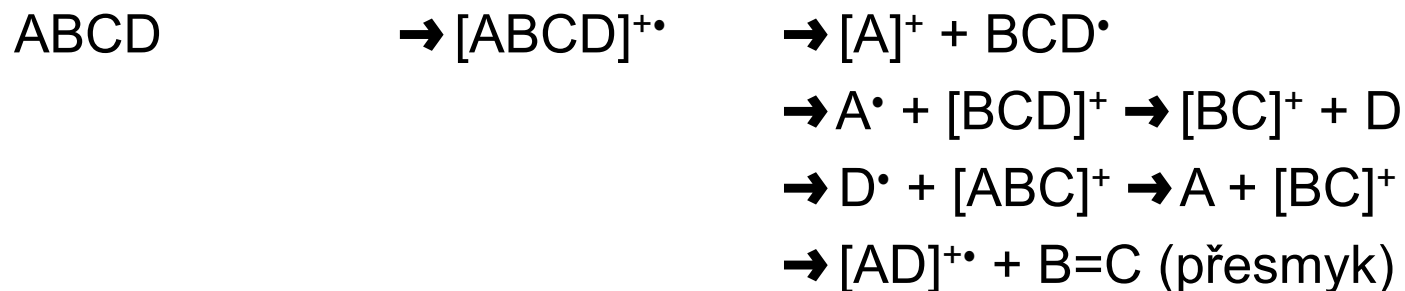 ABCD → [ABCD]⁺• → [A]⁺ + BCD•
→ A• + [BCD]⁺ → [BC]⁺ + D
→ D• + [ABC]⁺ → A + [BC]⁺
→ [AD]⁺• + B=C (přesmyk)